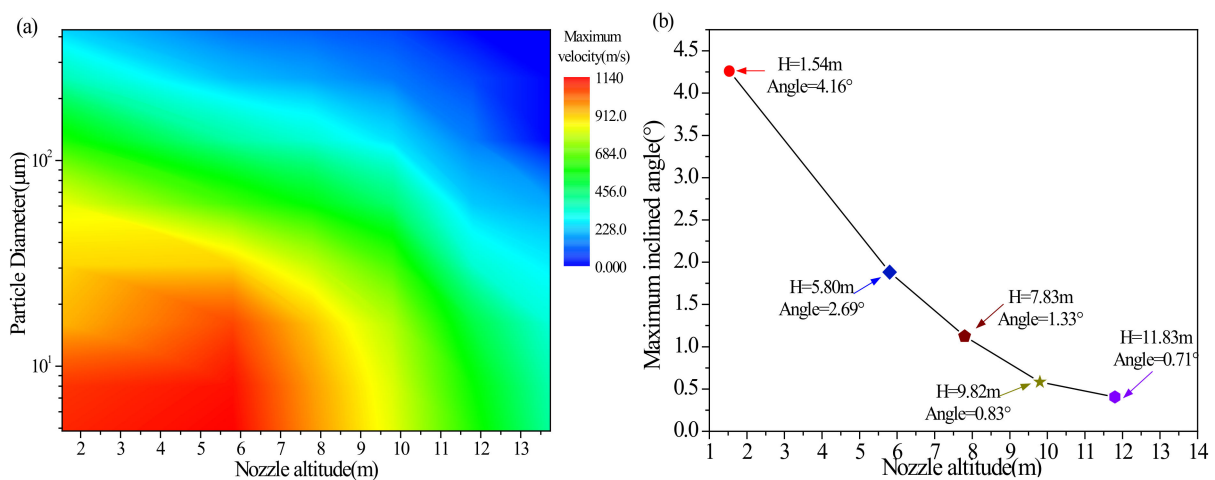 (a)
Maximum
velocity(m/s)
1140
912.0
684.0
456.0
228.0
0.000
10²
10¹
Particle Diameter(μm)
2 3 4 5 6 7 8 9 10 11 12 13
Nozzle altitude(m)
(b)
4.5
4.0
3.5
3.0
2.5
2.0
1.5
1.0
0.5
0.0
Maximum inclined angle(°)
H=1.54m
Angle=4.16°
H=5.80m
Angle=2.69°
H=7.83m
Angle=1.33°
H=11.83m
Angle=0.71°
H=9.82m
Angle=0.83°
1 2 3 4 5 6 7 8 9 10 11 12 13 14
Nozzle altitude(m)